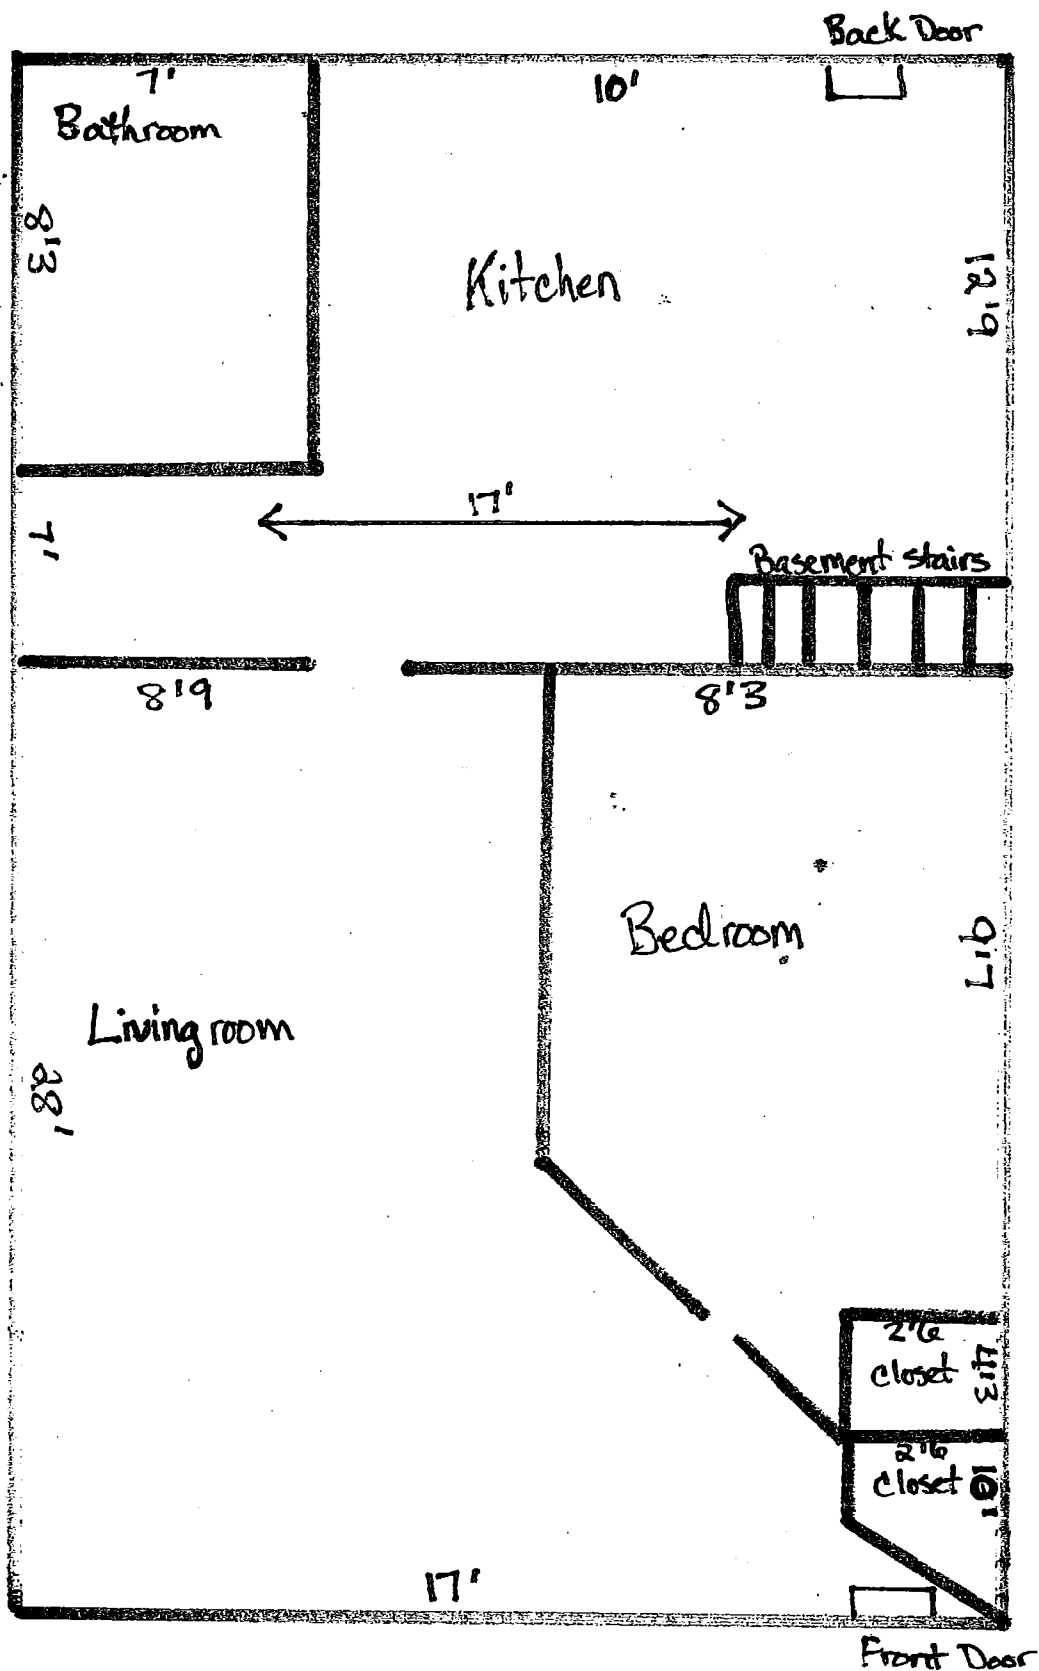 Back Door
7'
10'
Bathroom
8'3
Kitchen
12'9
17'
7'
Basement stairs
8'9
8'3
Bedroom
9'7
Living room
28'
2'6
closet
4'3
2'6
closet
17'
Front Door